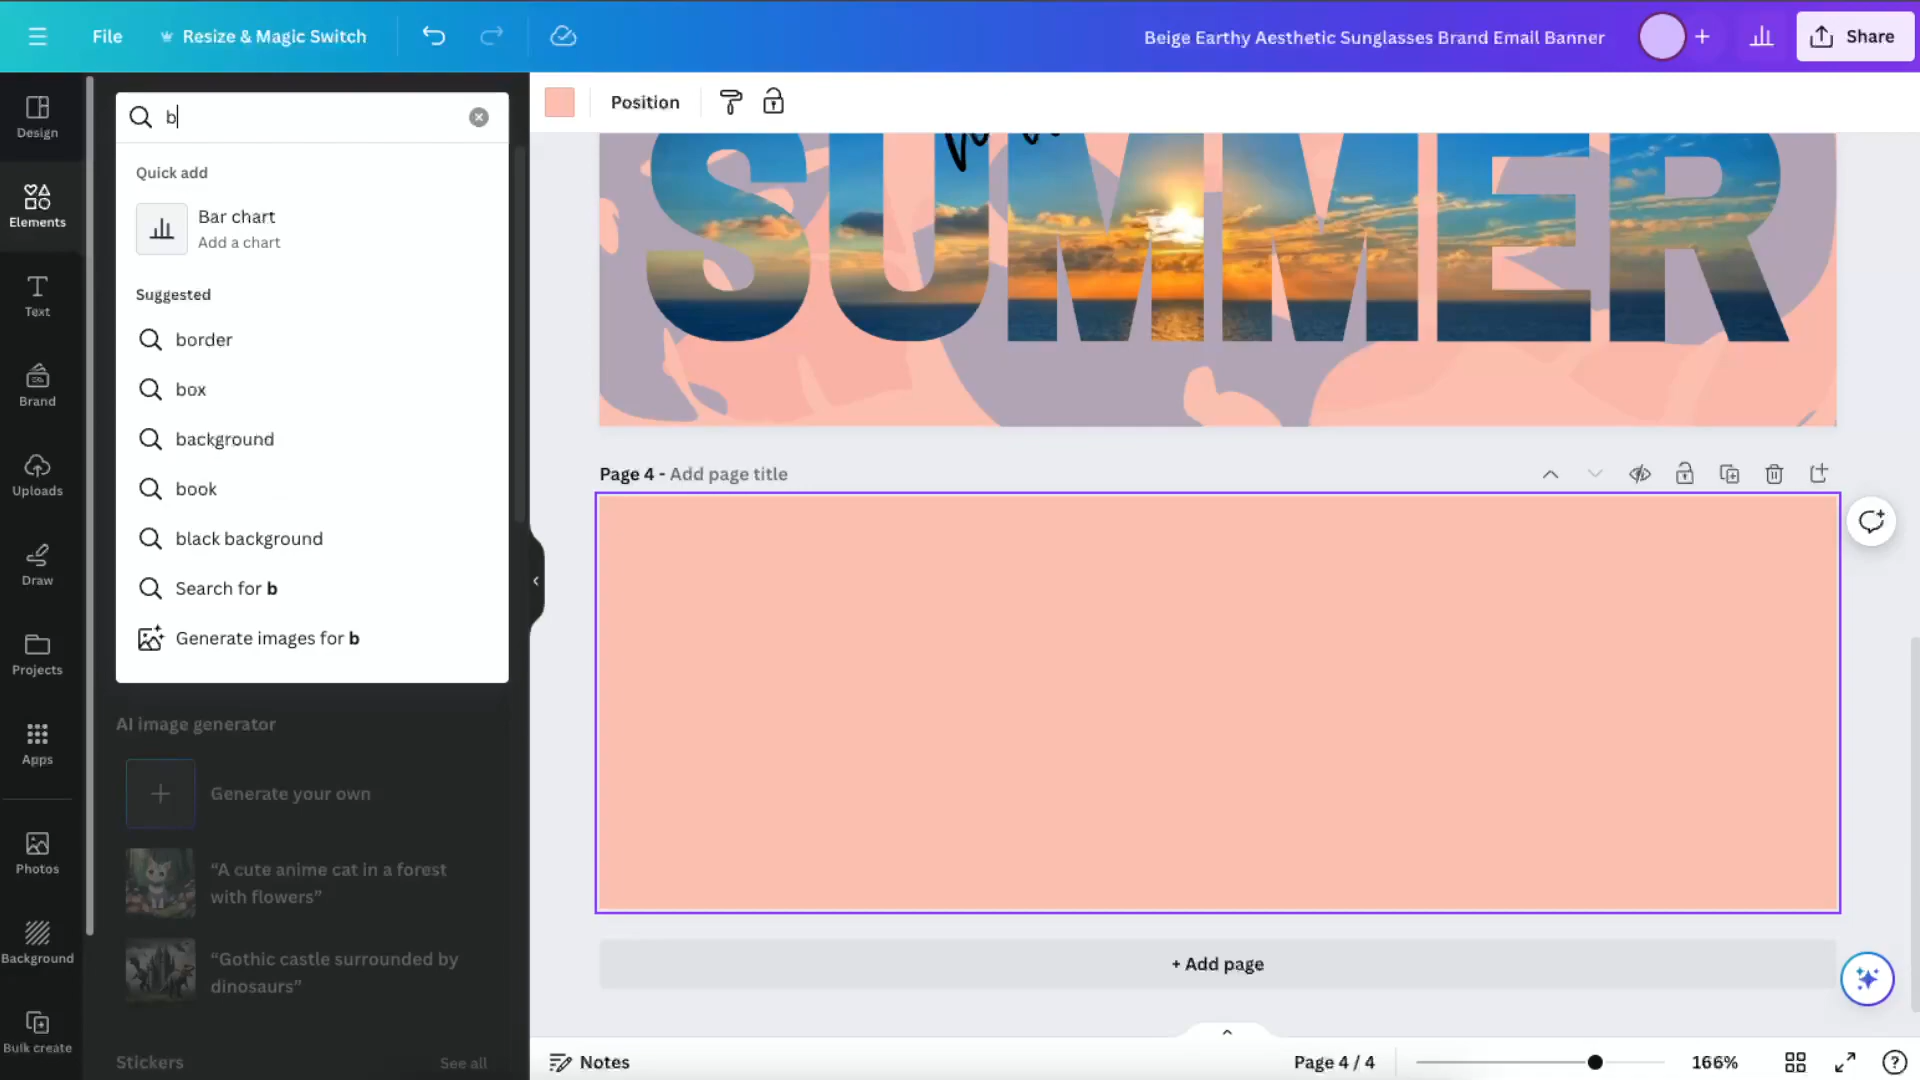 File
Resize & Magic Switch
Beige Earthy Aesthetic Sunglasses Brand Email Banner
Share
Design
Elements
Text
Brand
Uploads
Draw
Projects
Apps
Photos
Background
Bulk create
b
Quick add
Bar chart
Add a chart
Suggested
border
box
background
book
black background
Search for b
Generate images for b
AI image generator
Generate your own
“A cute anime cat in a forest
with flowers”
“Gothic castle surrounded by
dinosaurs”
Stickers
See all
Position
SUMMER
Page 4 - Add page title
+ Add page
Notes
Page 4 / 4
166%